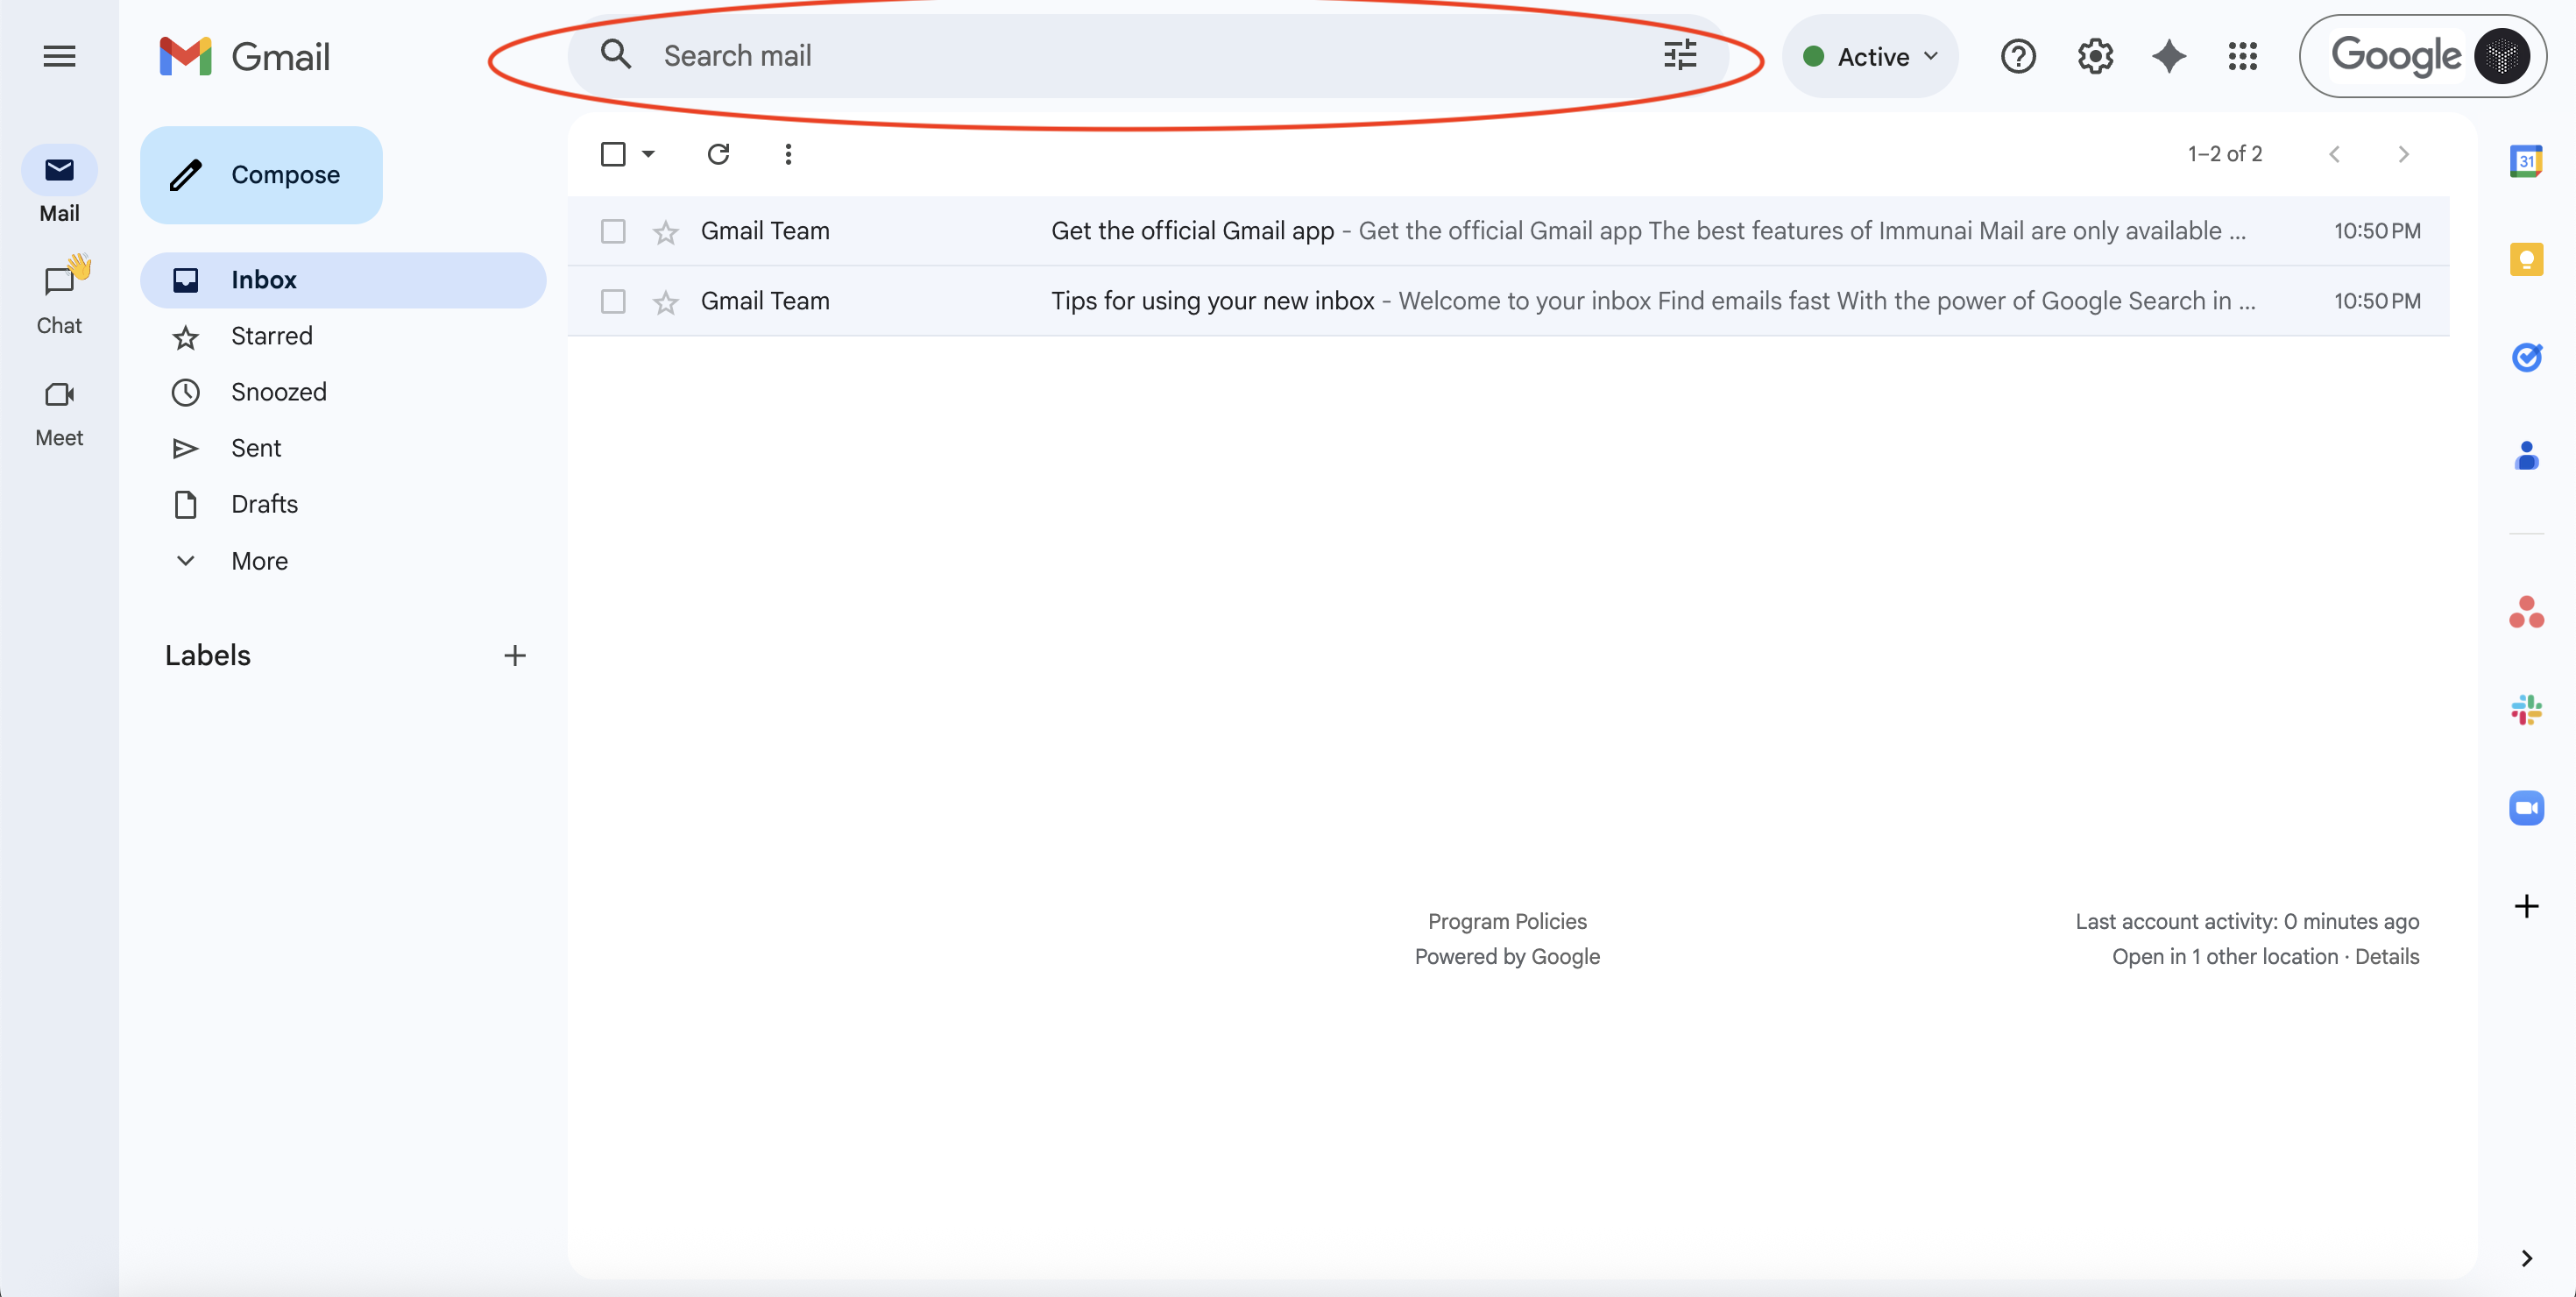 Gmail
Search mail
Active
Google
Mail
Compose
1–2 of 2
31
Gmail Team Get the official Gmail app - Get the official Gmail app The best features of Immunai Mail are only available ... 10:50 PM
Chat
Inbox
Gmail Team Tips for using your new inbox - Welcome to your inbox Find emails fast With the power of Google Search in ... 10:50 PM
Starred
Snoozed
Meet
Sent
Drafts
More
Labels
Program Policies
Powered by Google
Last account activity: 0 minutes ago
Open in 1 other location · Details